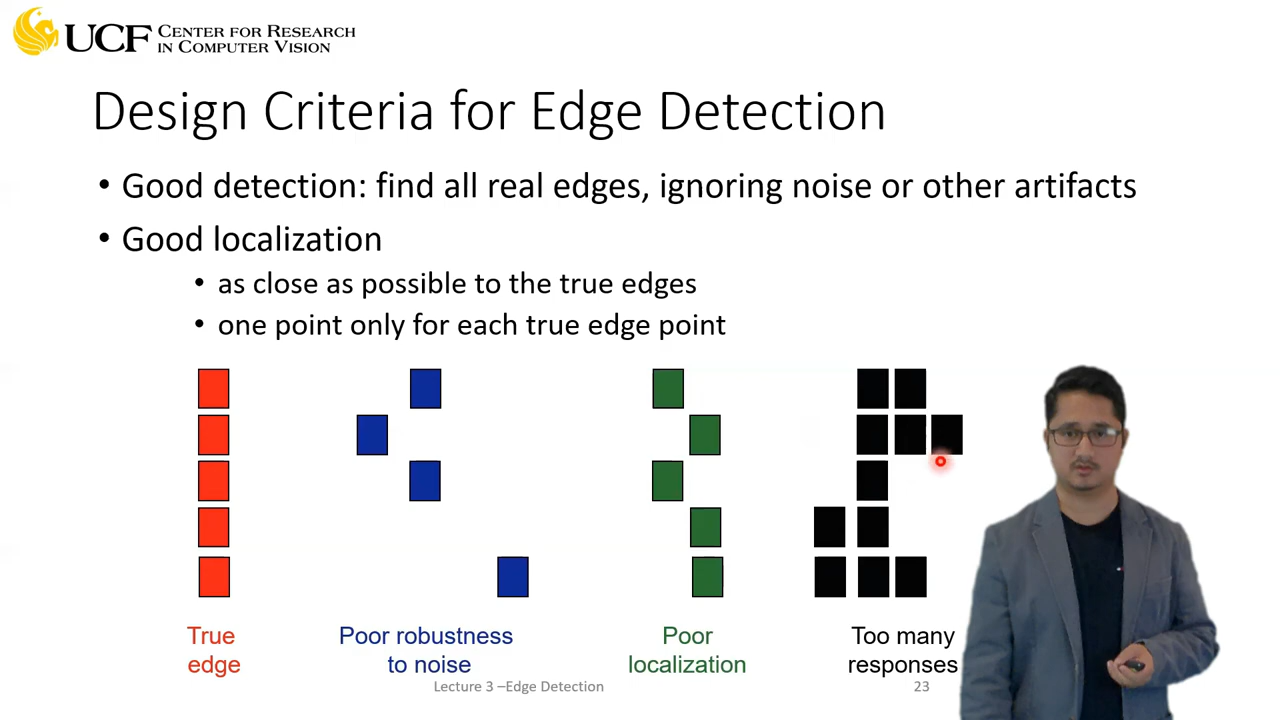 UCF CENTER FOR RESEARCH
IN COMPUTER VISION
Design Criteria for Edge Detection
• Good detection: find all real edges, ignoring noise or other artifacts
• Good localization
• as close as possible to the true edges
• one point only for each true edge point
True
edge
Poor robustness
to noise
Poor
localization
Too many
responses
Lecture 3 –Edge Detection
23